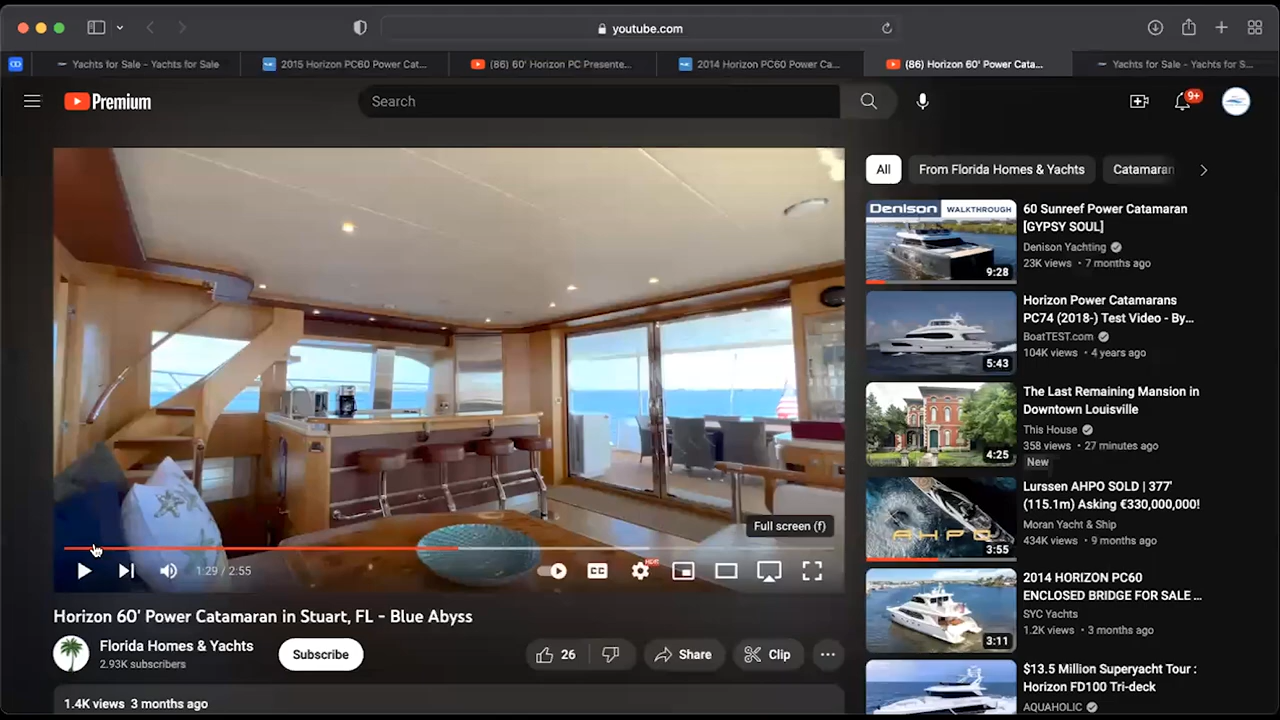 youtube.com
Yachts for Sale - Yachts for Sale
2015 Horizon PC60 Power Cat...
(86) 60' Horizon PC Presente...
2014 Horizon PC60 Power Ca...
(86) Horizon 60' Power Cata...
Yachts for Sale - Yachts for S...
Premium
Search
9+
All
From Florida Homes & Yachts
Catamaran
Denison WALKTHROUGH
9:28
60 Sunreef Power Catamaran
[GYPSY SOUL]
Denison Yachting
23K views • 7 months ago
5:43
Horizon Power Catamarans
PC74 (2018-) Test Video - By...
BoatTEST.com
104K views • 4 years ago
4:25
The Last Remaining Mansion in
Downtown Louisville
This House
358 views • 27 minutes ago
New
AHPO
3:55
Lurssen AHPO SOLD | 377'
(115.1m) Asking €330,000,000!
Moran Yacht & Ship
434K views • 9 months ago
3:11
2014 HORIZON PC60
ENCLOSED BRIDGE FOR SALE ...
SYC Yachts
1.2K views • 3 months ago
$13.5 Million Superyacht Tour :
Horizon FD100 Tri-deck
AQUAHOLIC
Full screen (f)
1:29 / 2:55
CC
HDR
Horizon 60' Power Catamaran in Stuart, FL - Blue Abyss
Florida Homes & Yachts
2.93K subscribers
Subscribe
26
Share
Clip
1.4K views 3 months ago